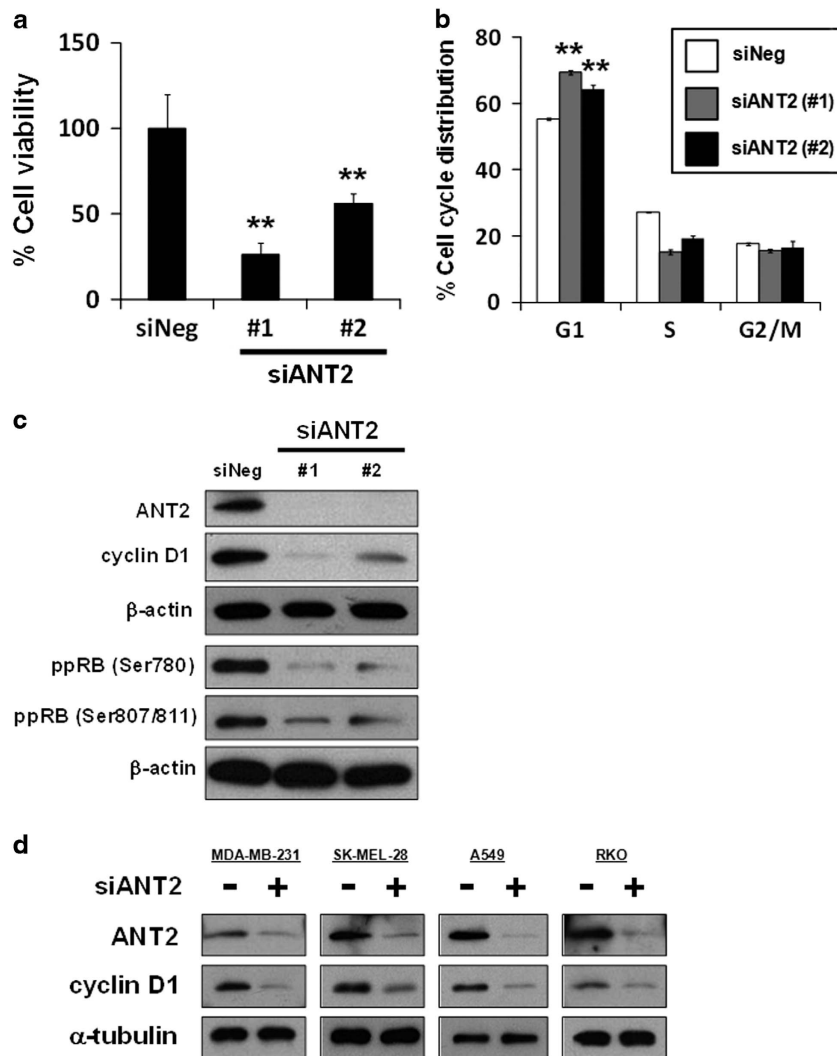 a
% Cell viability
150
100
50
0
**
**
siNeg
#1
#2
siANT2
b
% Cell cycle distribution
80
60
40
20
0
**
**
G1
S
G2/M
siNeg
siANT2 (#1)
siANT2 (#2)
c
siANT2
siNeg
#1
#2
ANT2
cyclin D1
β-actin
ppRB (Ser780)
ppRB (Ser807/811)
β-actin
d
MDA-MB-231 SK-MEL-28 A549 RKO
siANT2 - + - + - + - +
ANT2
cyclin D1
α-tubulin